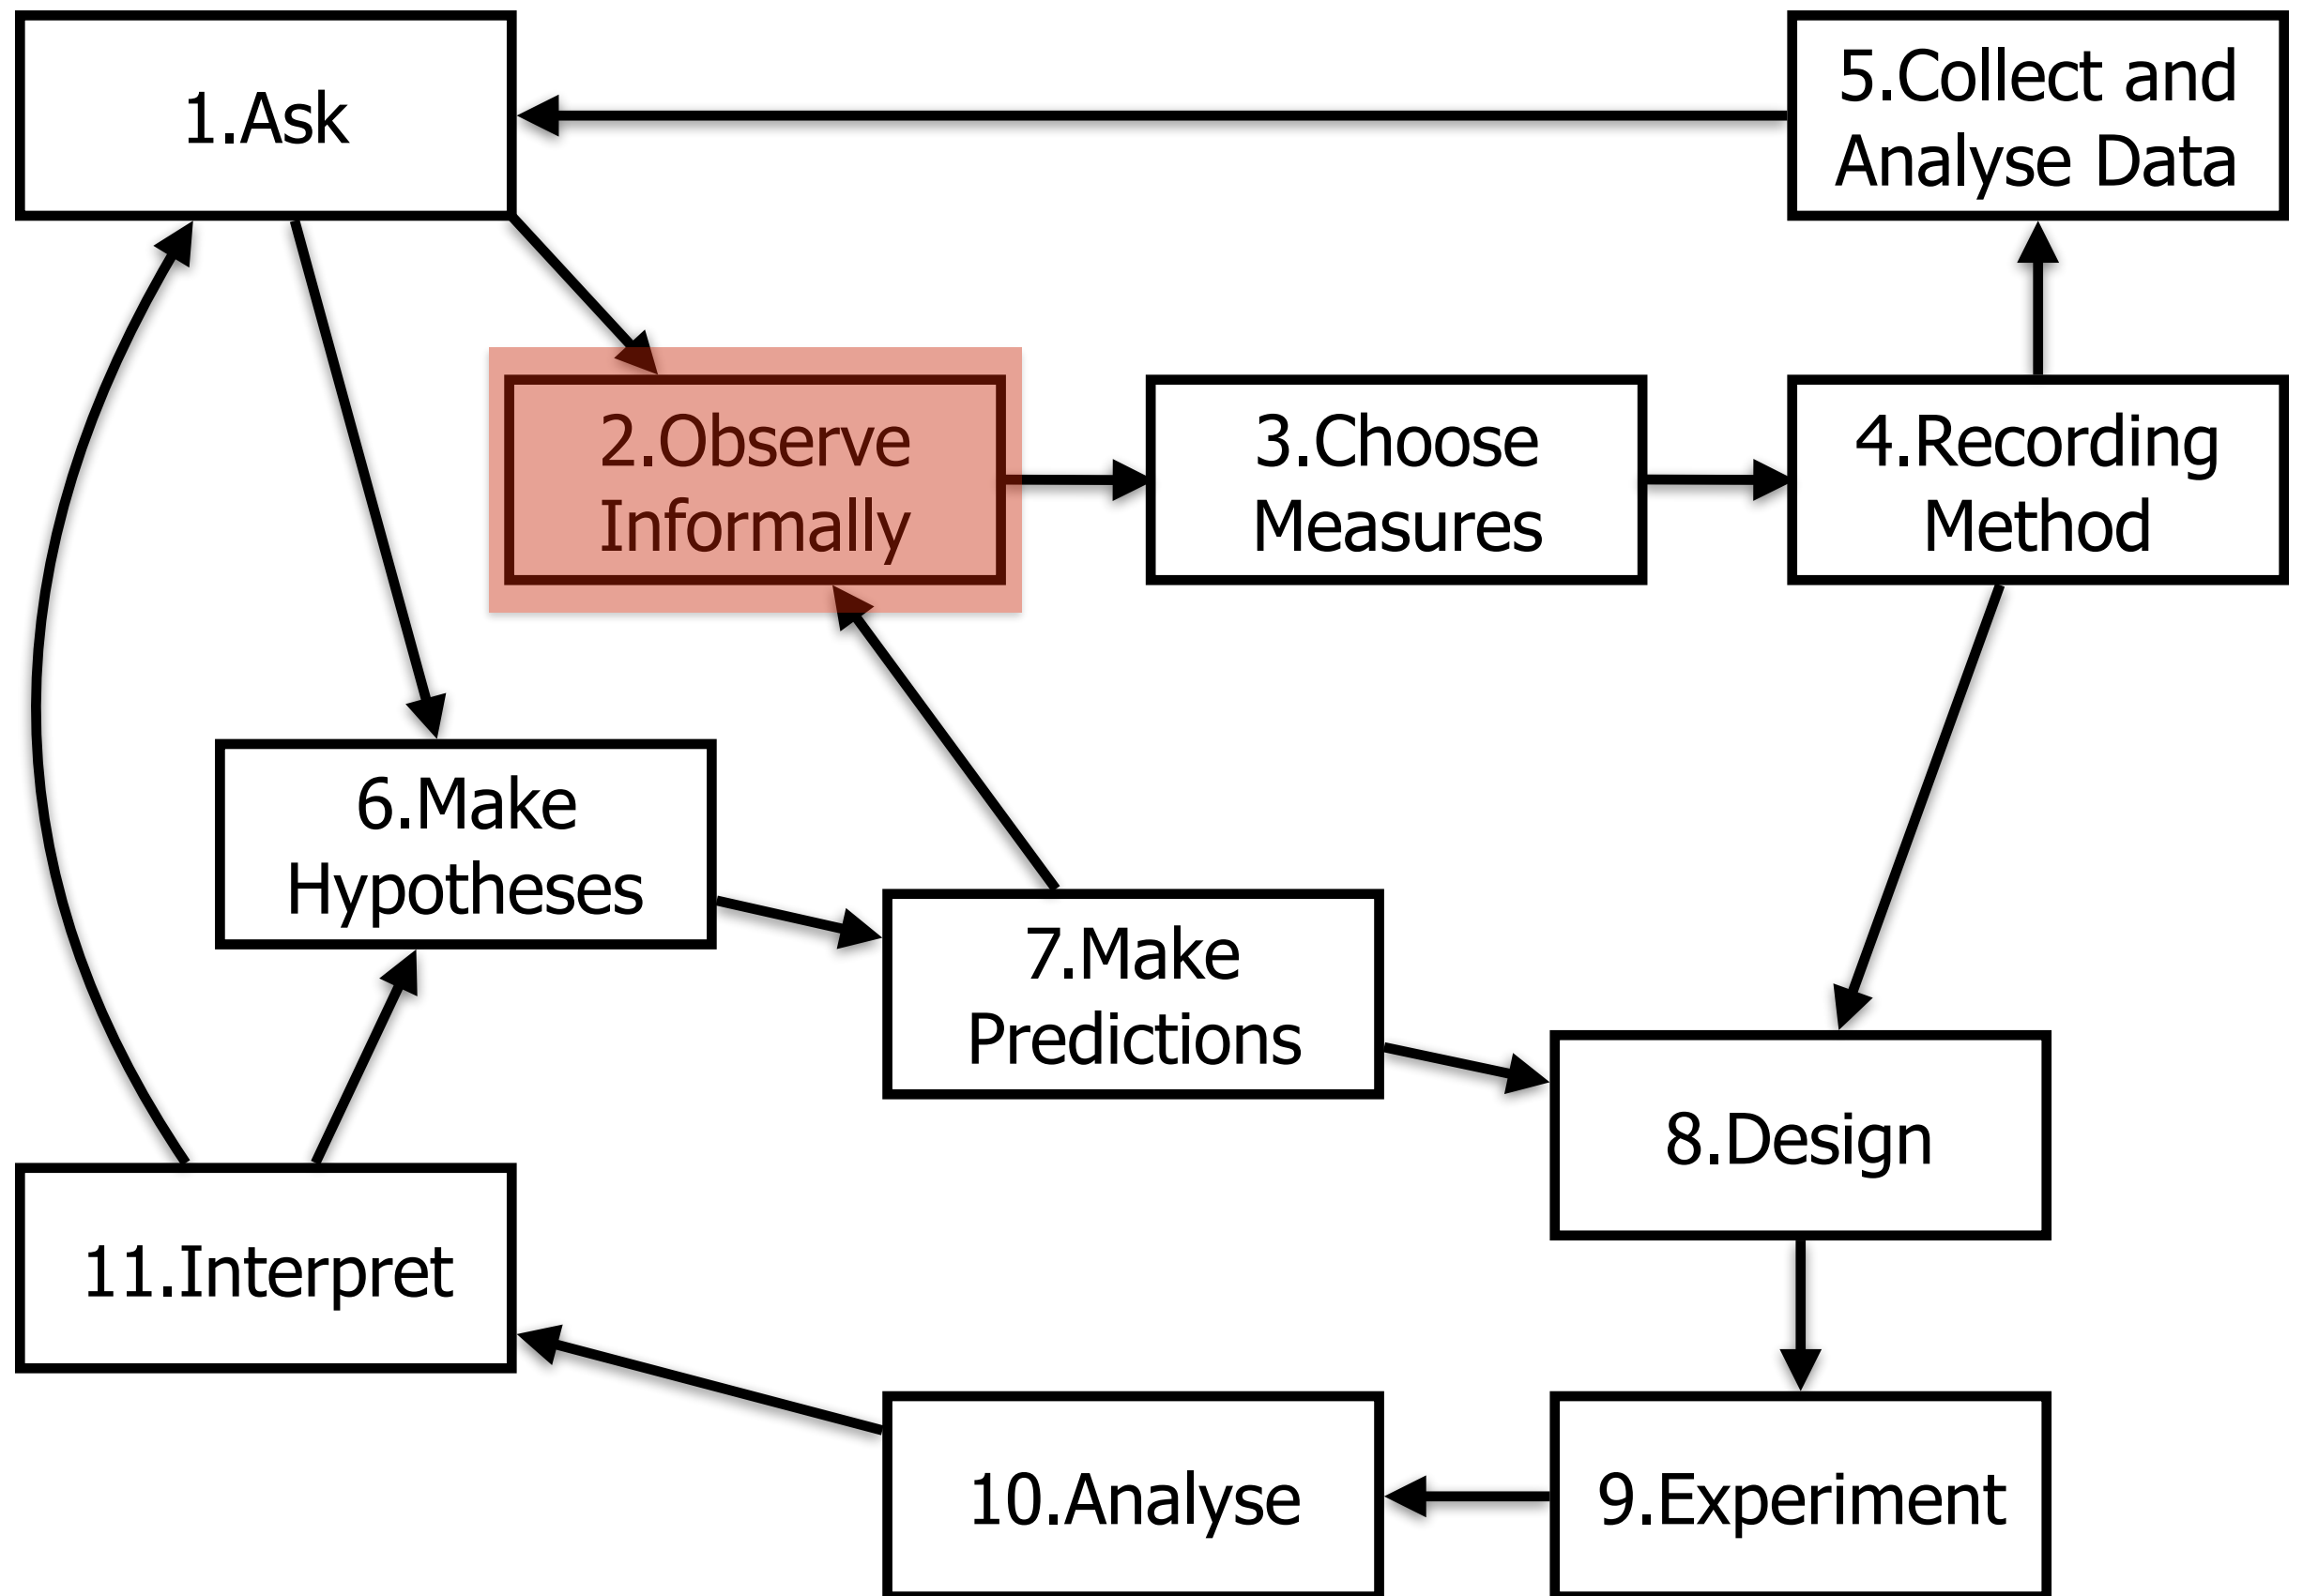 1.Ask
5.Collect and
Analyse Data
2.Observe
Informally
3.Choose
Measures
4.Recording
Method
6.Make
Hypotheses
7.Make
Predictions
8.Design
11.Interpret
10.Analyse
9.Experiment